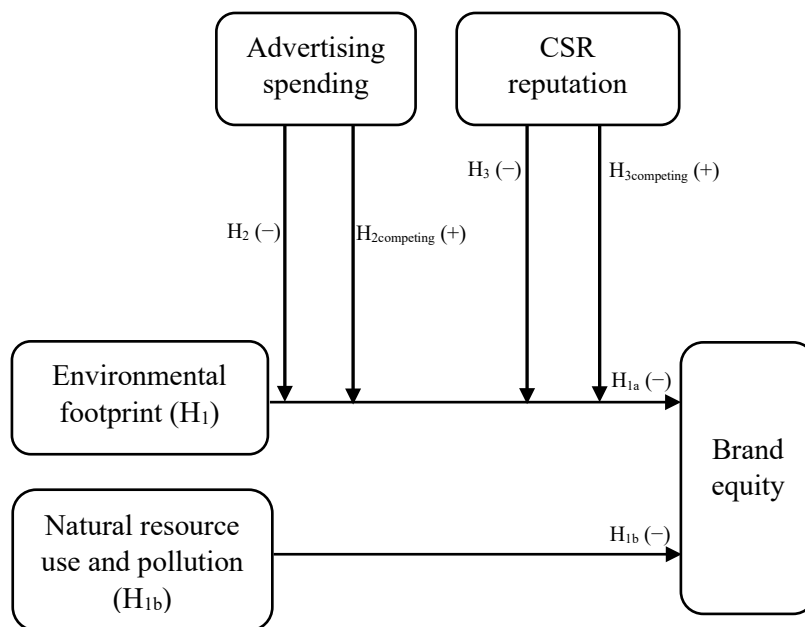 Advertising
spending
CSR
reputation
H3 (−)
H3competing (+)
H2 (−)
H2competing (+)
Environmental
footprint (H1)
H1a (−)
Brand
equity
Natural resource
use and pollution
(H1b)
H1b (−)